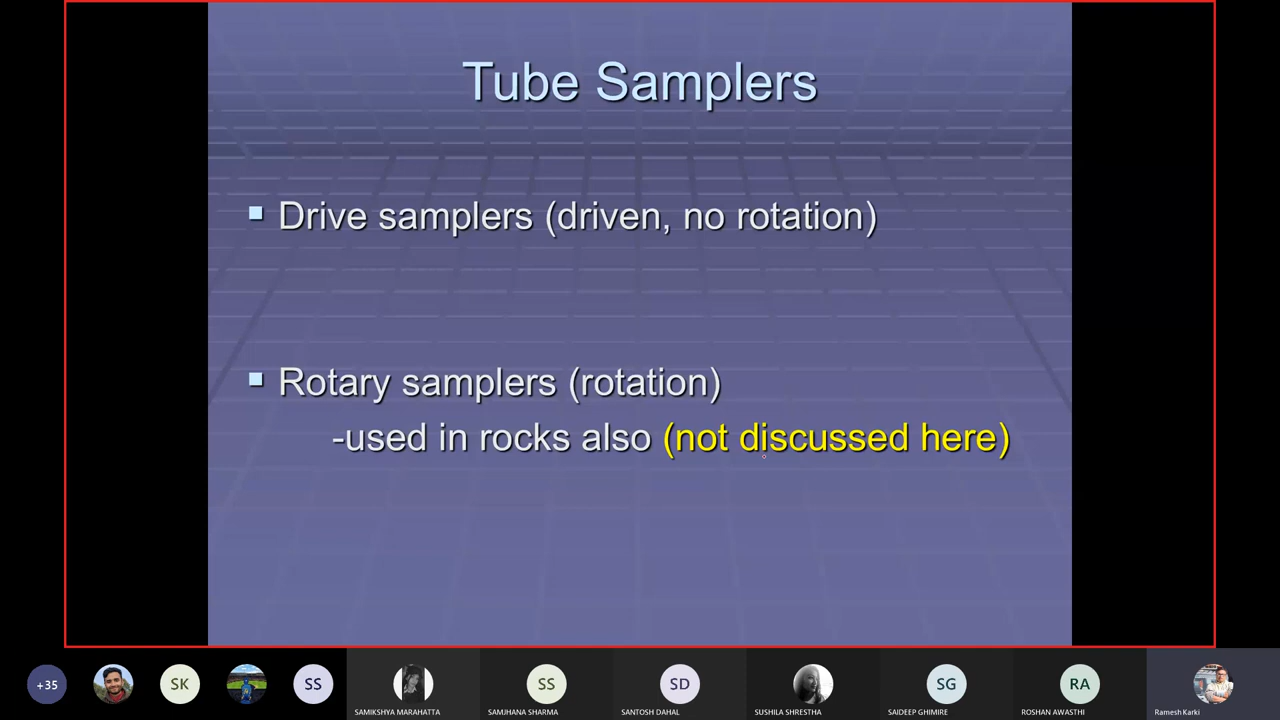 Tube Samplers
Drive samplers (driven, no rotation)
Rotary samplers (rotation)
-used in rocks also (not discussed here)
+35
SK
SS
SS
SD
SG
RA
SAMIKSHYA MARAHATTA
SAMJHANA SHARMA
SANTOSH DAHAL
SUSHILA SHRESTHA
SAIDEEP GHIMIRE
ROSHAN AWASTHI
Ramesh Karki